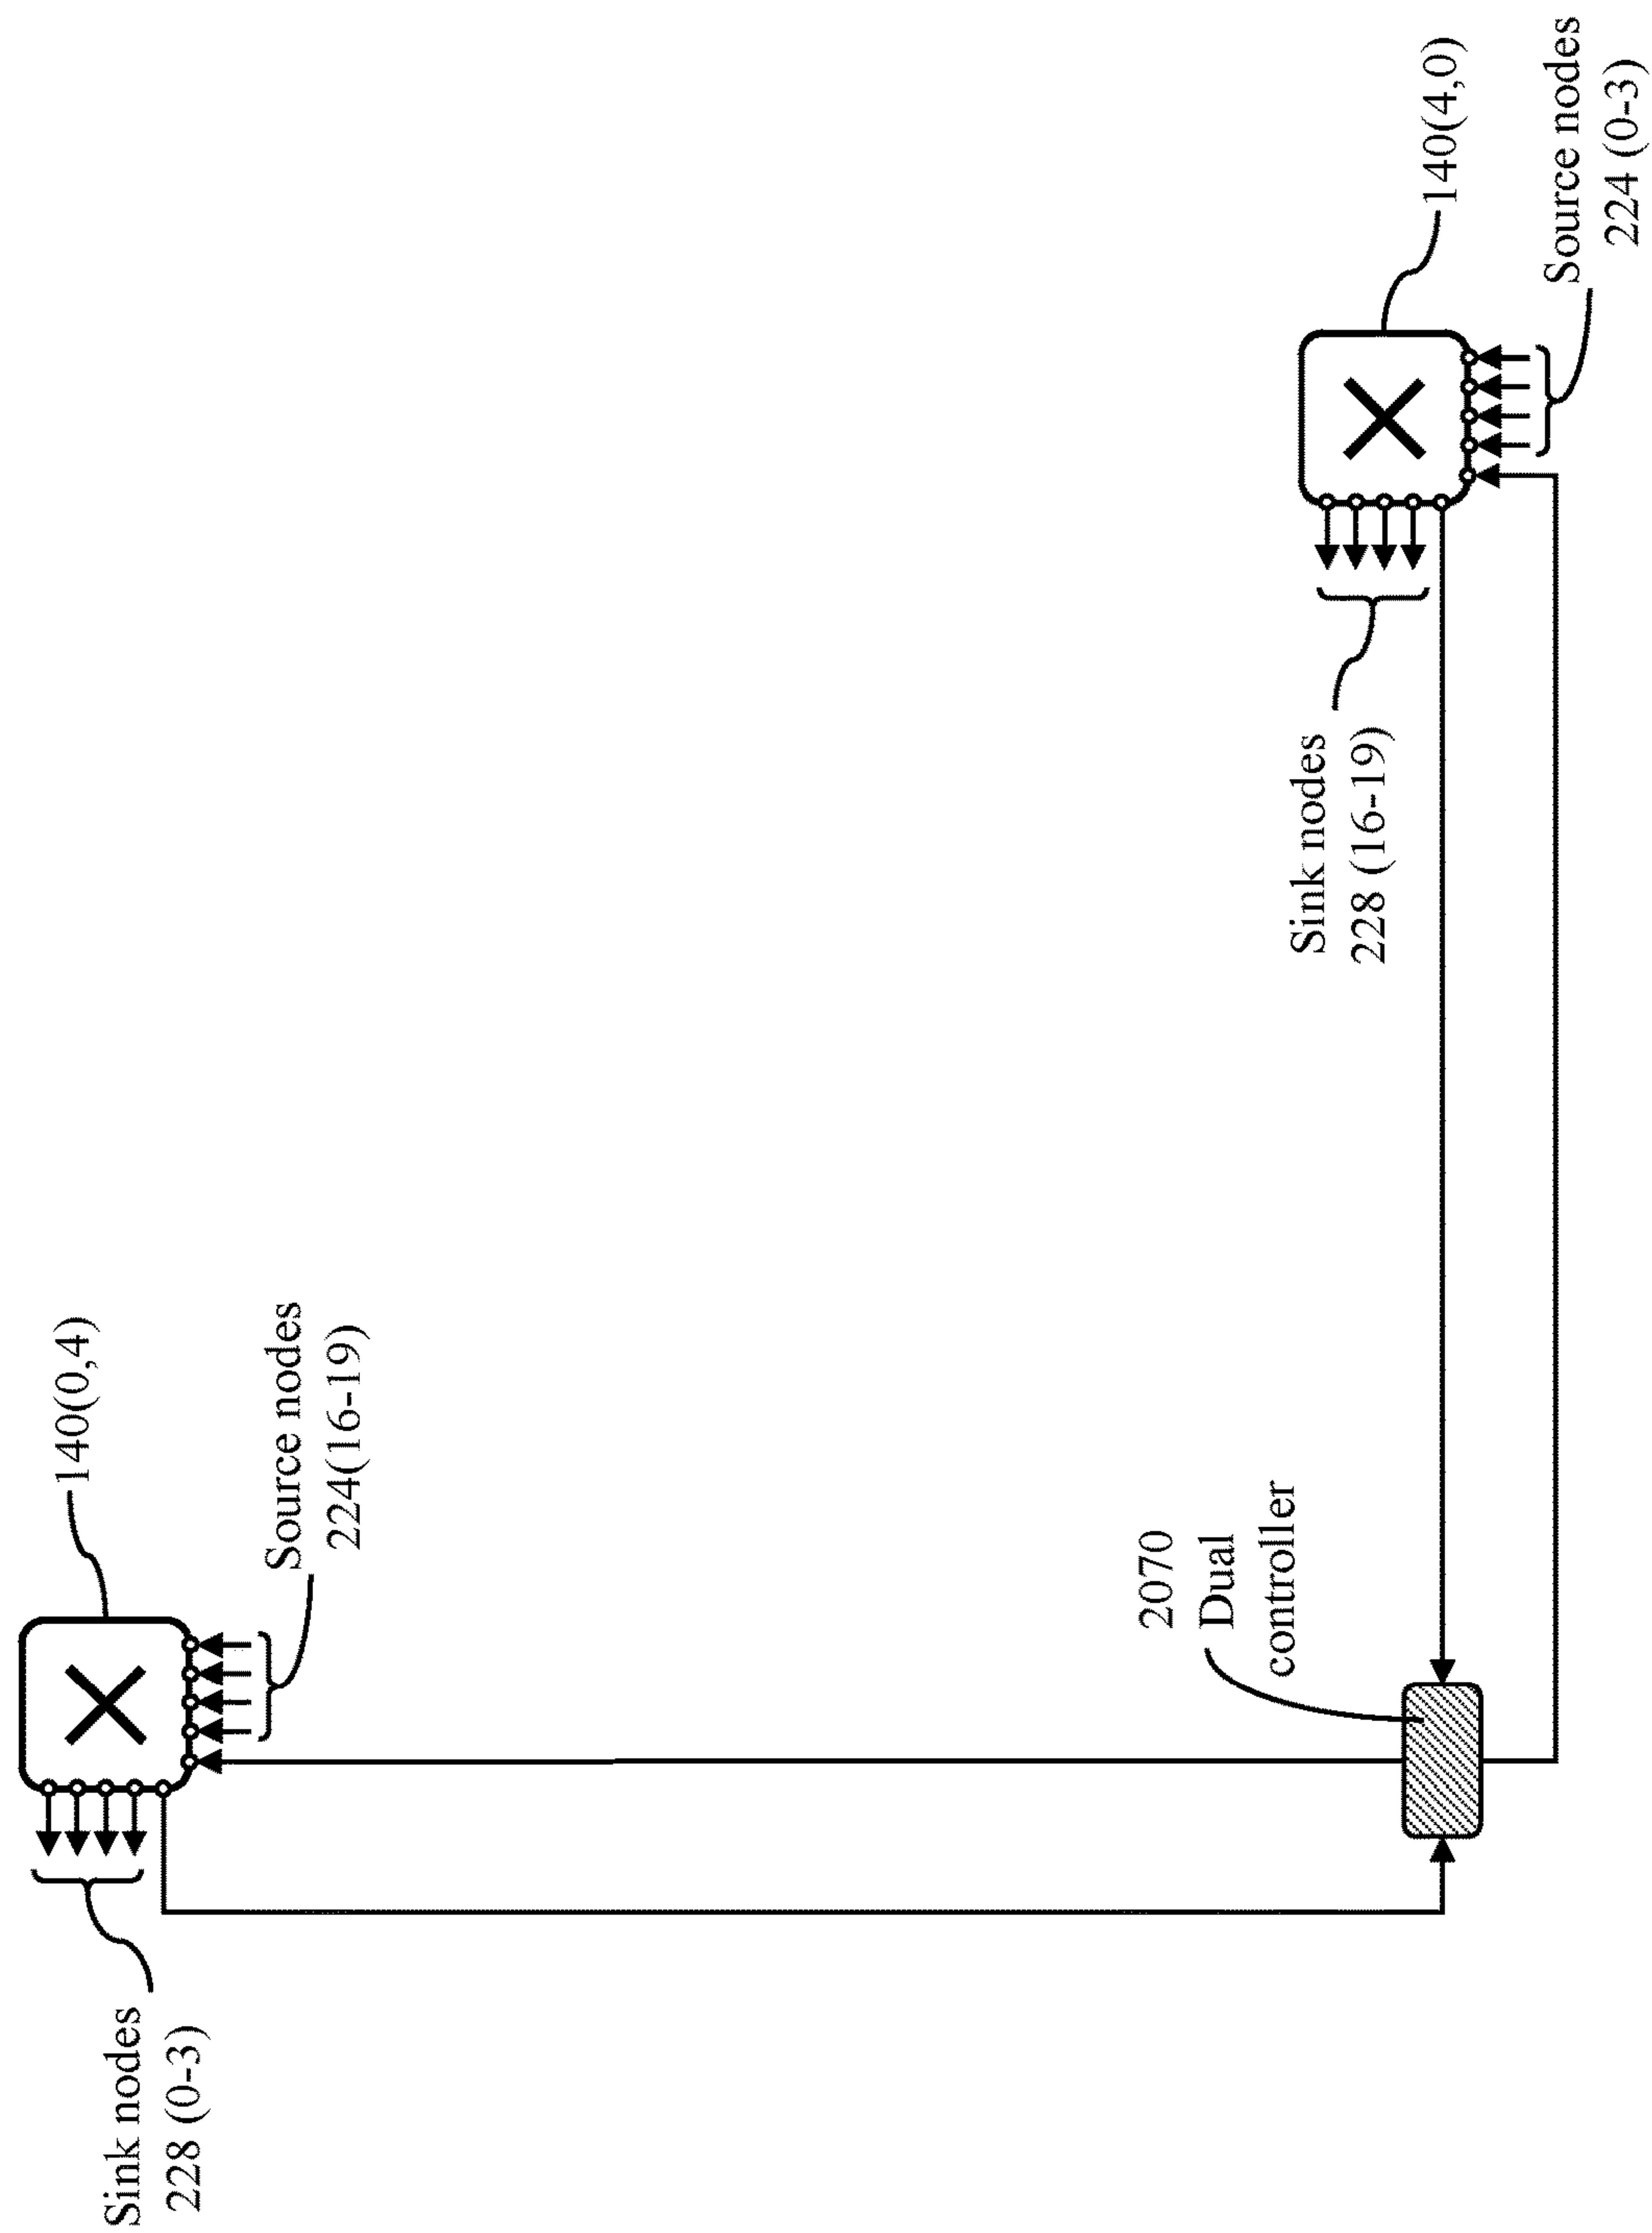 Sink nodes
228 (0-3)
140(0,4)
Source nodes
224(16-19)
2070
Dual
controller
Sink nodes
228 (16-19)
140(4,0)
Source nodes
224 (0-3)